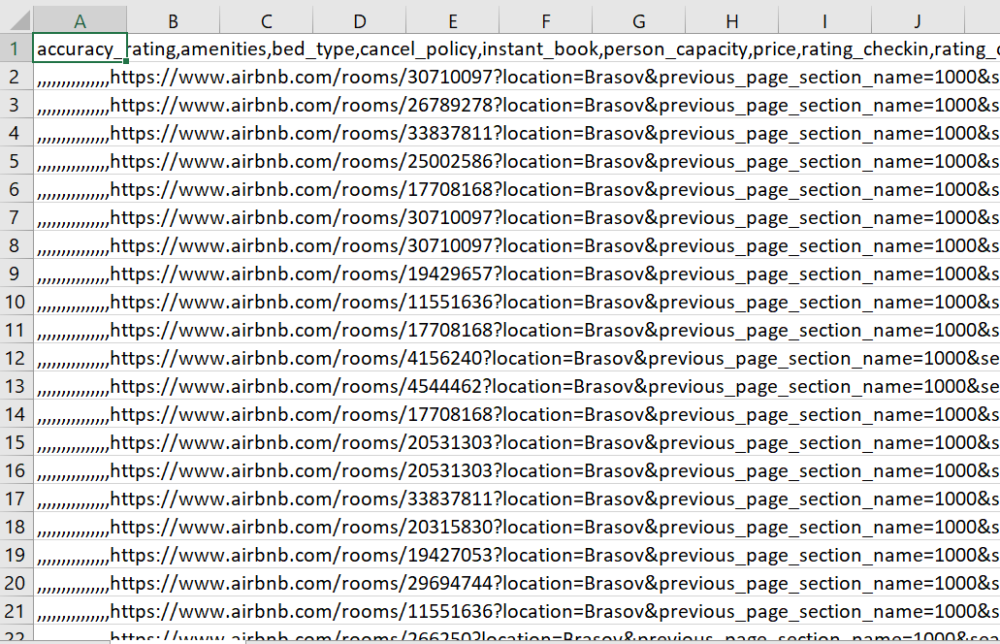 A B C D E F G H I J
1 accuracy_rating,amenities,bed_type,cancel_policy,instant_book,person_capacity,price,rating_checkin,rating_c
2 ,,,,,,,,,,,,,,,https://www.airbnb.com/rooms/30710097?location=Brasov&previous_page_section_name=1000&s
3 ,,,,,,,,,,,,,,,https://www.airbnb.com/rooms/26789278?location=Brasov&previous_page_section_name=1000&s
4 ,,,,,,,,,,,,,,,https://www.airbnb.com/rooms/33837811?location=Brasov&previous_page_section_name=1000&s
5 ,,,,,,,,,,,,,,,https://www.airbnb.com/rooms/25002586?location=Brasov&previous_page_section_name=1000&s
6 ,,,,,,,,,,,,,,,https://www.airbnb.com/rooms/17708168?location=Brasov&previous_page_section_name=1000&s
7 ,,,,,,,,,,,,,,,https://www.airbnb.com/rooms/30710097?location=Brasov&previous_page_section_name=1000&s
8 ,,,,,,,,,,,,,,,https://www.airbnb.com/rooms/30710097?location=Brasov&previous_page_section_name=1000&s
9 ,,,,,,,,,,,,,,,https://www.airbnb.com/rooms/19429657?location=Brasov&previous_page_section_name=1000&s
10 ,,,,,,,,,,,,,,,https://www.airbnb.com/rooms/11551636?location=Brasov&previous_page_section_name=1000&s
11 ,,,,,,,,,,,,,,,https://www.airbnb.com/rooms/17708168?location=Brasov&previous_page_section_name=1000&s
12 ,,,,,,,,,,,,,,,https://www.airbnb.com/rooms/4156240?location=Brasov&previous_page_section_name=1000&se
13 ,,,,,,,,,,,,,,,https://www.airbnb.com/rooms/4544462?location=Brasov&previous_page_section_name=1000&se
14 ,,,,,,,,,,,,,,,https://www.airbnb.com/rooms/17708168?location=Brasov&previous_page_section_name=1000&s
15 ,,,,,,,,,,,,,,,https://www.airbnb.com/rooms/20531303?location=Brasov&previous_page_section_name=1000&s
16 ,,,,,,,,,,,,,,,https://www.airbnb.com/rooms/20531303?location=Brasov&previous_page_section_name=1000&s
17 ,,,,,,,,,,,,,,,https://www.airbnb.com/rooms/33837811?location=Brasov&previous_page_section_name=1000&s
18 ,,,,,,,,,,,,,,,https://www.airbnb.com/rooms/20315830?location=Brasov&previous_page_section_name=1000&s
19 ,,,,,,,,,,,,,,,https://www.airbnb.com/rooms/19427053?location=Brasov&previous_page_section_name=1000&s
20 ,,,,,,,,,,,,,,,https://www.airbnb.com/rooms/29694744?location=Brasov&previous_page_section_name=1000&s
21 ,,,,,,,,,,,,,,,https://www.airbnb.com/rooms/11551636?location=Brasov&previous_page_section_name=1000&s
22